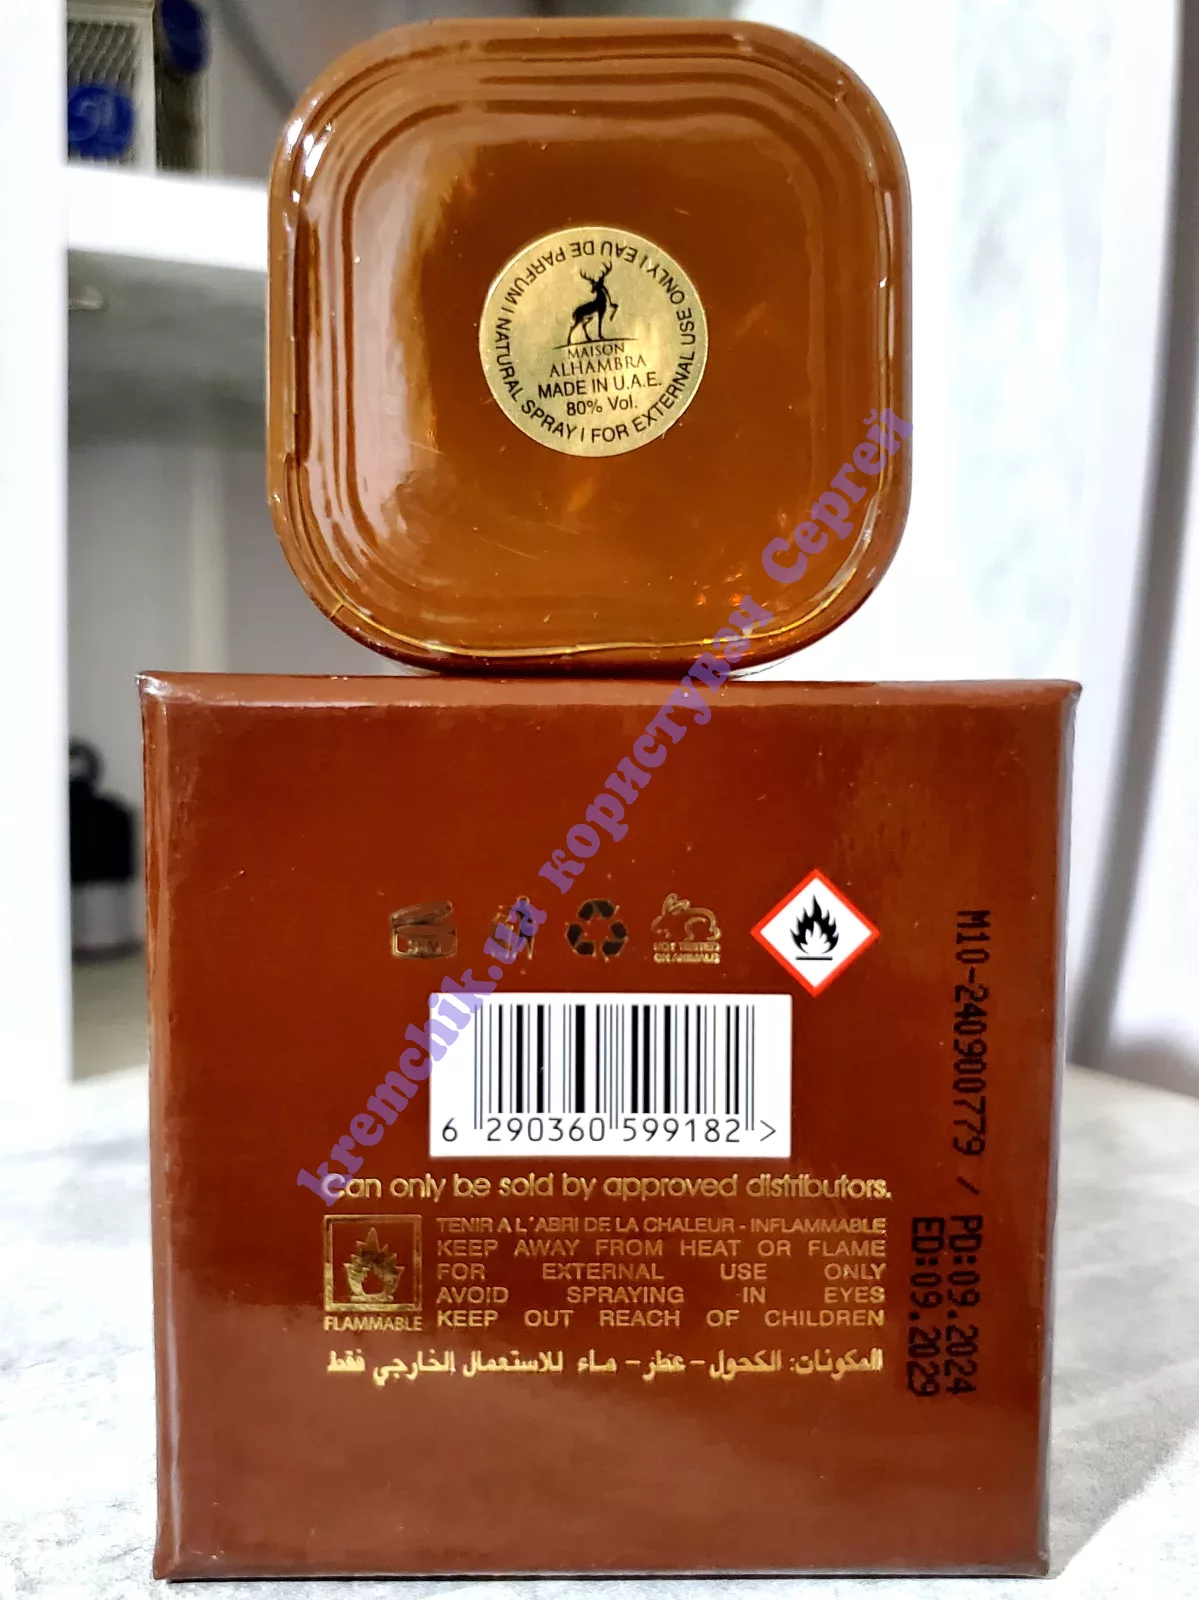 EAU DE PARFUM | NATURAL SPRAY | FOR EXTERNAL USE ONLY |
MAISON
ALHAMBRA
MADE IN U.A.E.
80% Vol.
kremchik.ua користувач Сергей
NOT TESTED
ON ANIMALS
M10-240900779 / PD:09.2024
ED:09.2029
6 290360 599182 >
Can only be sold by approved distributors.
TENIR A L'ABRI DE LA CHALEUR - INFLAMMABLE
KEEP AWAY FROM HEAT OR FLAME
FOR EXTERNAL USE ONLY
AVOID SPRAYING IN EYES
KEEP OUT REACH OF CHILDREN
FLAMMABLE
المكونات: الكحول - عطر - ماء للاستعمال الخارجي فقط